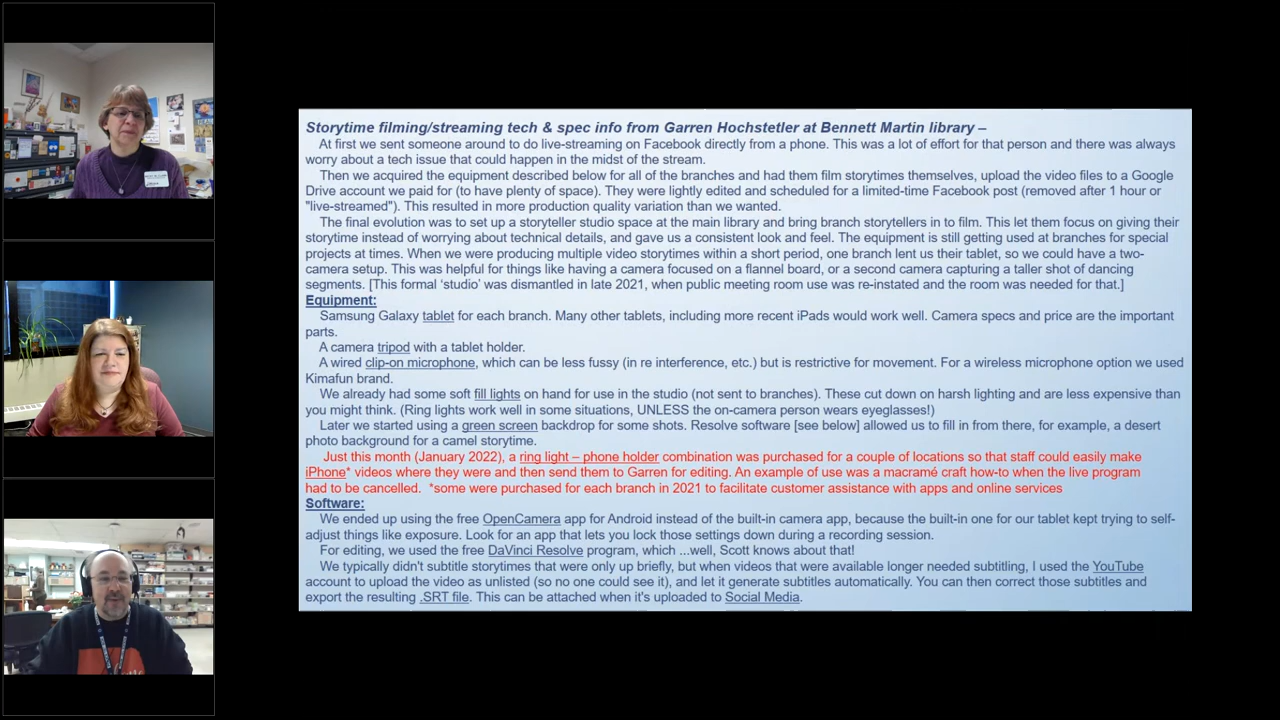 Storytime filming/streaming tech & spec info from Garren Hochstetler at Bennett Martin library –
At first we sent someone around to do live-streaming on Facebook directly from a phone. This was a lot of effort for that person and there was always
worry about a tech issue that could happen in the midst of the stream.
Then we acquired the equipment described below for all of the branches and had them film storytimes themselves, upload the video files to a Google
Drive account we paid for (to have plenty of space). They were lightly edited and scheduled for a limited-time Facebook post (removed after 1 hour or
"live-streamed"). This resulted in more production quality variation than we wanted.
The final evolution was to set up a storyteller studio space at the main library and bring branch storytellers in to film. This let them focus on giving their
storytime instead of worrying about technical details, and gave us a consistent look and feel. The equipment is still getting used at branches for special
projects at times. When we were producing multiple video storytimes within a short period, one branch lent us their tablet, so we could have a two-
camera setup. This was helpful for things like having a camera focused on a flannel board, or a second camera capturing a taller shot of dancing
segments. [This formal ‘studio’ was dismantled in late 2021, when public meeting room use was re-instated and the room was needed for that.]
Equipment:
Samsung Galaxy tablet for each branch. Many other tablets, including more recent iPads would work well. Camera specs and price are the important
parts.
A camera tripod with a tablet holder.
A wired clip-on microphone, which can be less fussy (in re interference, etc.) but is restrictive for movement. For a wireless microphone option we used
Kimafun brand.
We already had some soft fill lights on hand for use in the studio (not sent to branches). These cut down on harsh lighting and are less expensive than
you might think. (Ring lights work well in some situations, UNLESS the on-camera person wears eyeglasses!)
Later we started using a green screen backdrop for some shots. Resolve software [see below] allowed us to fill in from there, for example, a desert
photo background for a camel storytime.
Just this month (January 2022), a ring light – phone holder combination was purchased for a couple of locations so that staff could easily make
iPhone* videos where they were and then send them to Garren for editing. An example of use was a macramé craft how-to when the live program
had to be cancelled. *some were purchased for each branch in 2021 to facilitate customer assistance with apps and online services
Software:
We ended up using the free OpenCamera app for Android instead of the built-in camera app, because the built-in one for our tablet kept trying to self-
adjust things like exposure. Look for an app that lets you lock those settings down during a recording session.
For editing, we used the free DaVinci Resolve program, which ...well, Scott knows about that!
We typically didn't subtitle storytimes that were only up briefly, but when videos that were available longer needed subtitling, I used the YouTube
account to upload the video as unlisted (so no one could see it), and let it generate subtitles automatically. You can then correct those subtitles and
export the resulting .SRT file. This can be attached when it's uploaded to Social Media.